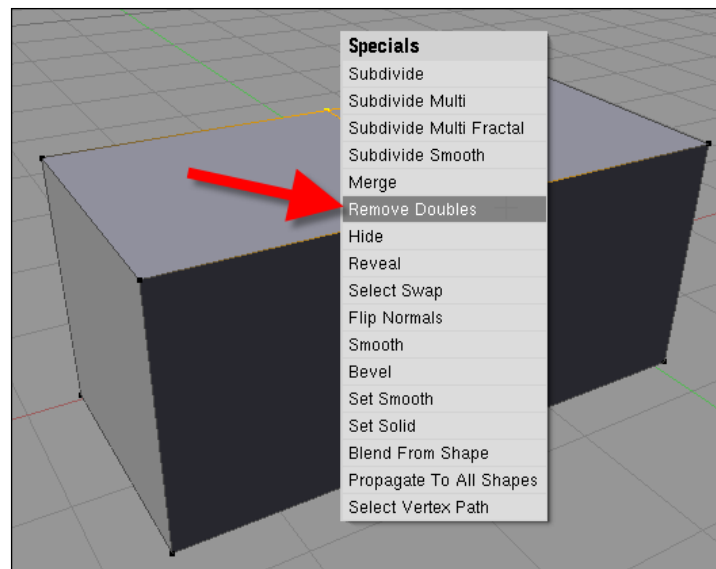 Specials
Subdivide
Subdivide Multi
Subdivide Multi Fractal
Subdivide Smooth
Merge
Remove Doubles
Hide
Reveal
Select Swap
Flip Normals
Smooth
Bevel
Set Smooth
Set Solid
Blend From Shape
Propagate To All Shapes
Select Vertex Path